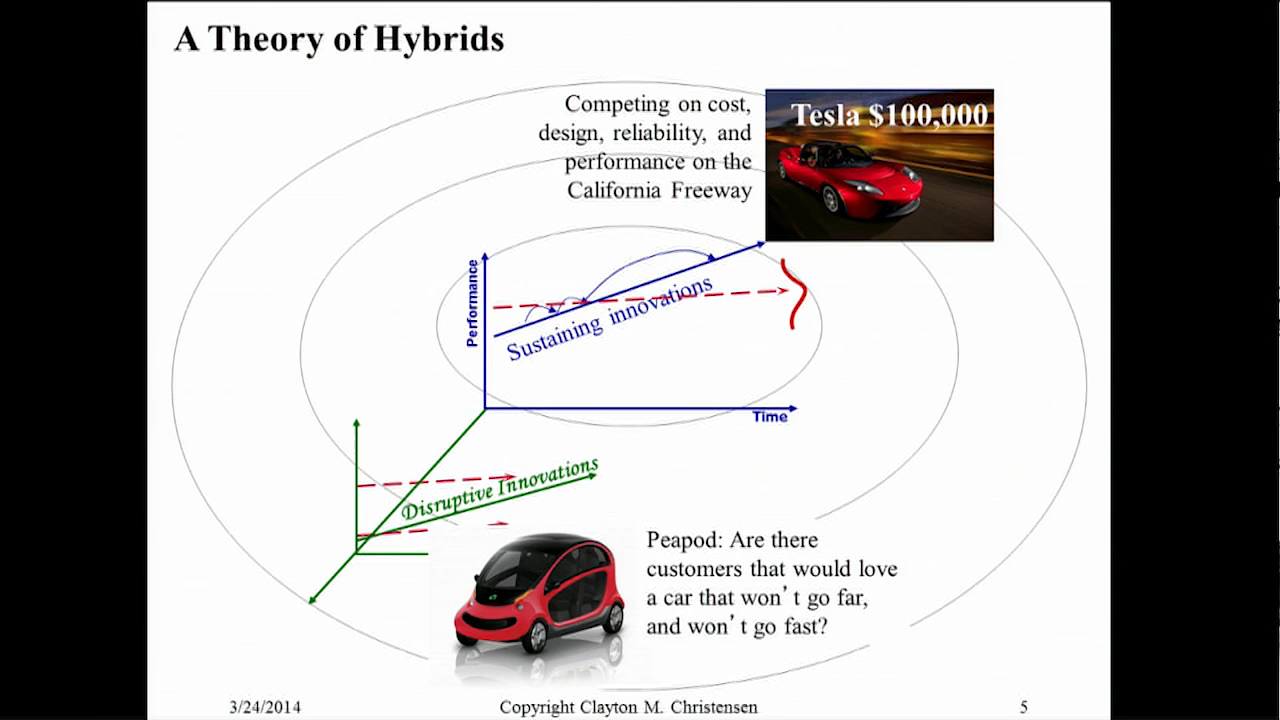 A Theory of Hybrids
Competing on cost,
design, reliability, and
performance on the
California Freeway
Tesla $100,000
Performance
Sustaining innovations
Time
Disruptive Innovations
Peapod: Are there
customers that would love
a car that won’t go far,
and won’t go fast?
3/24/2014
Copyright Clayton M. Christensen
5